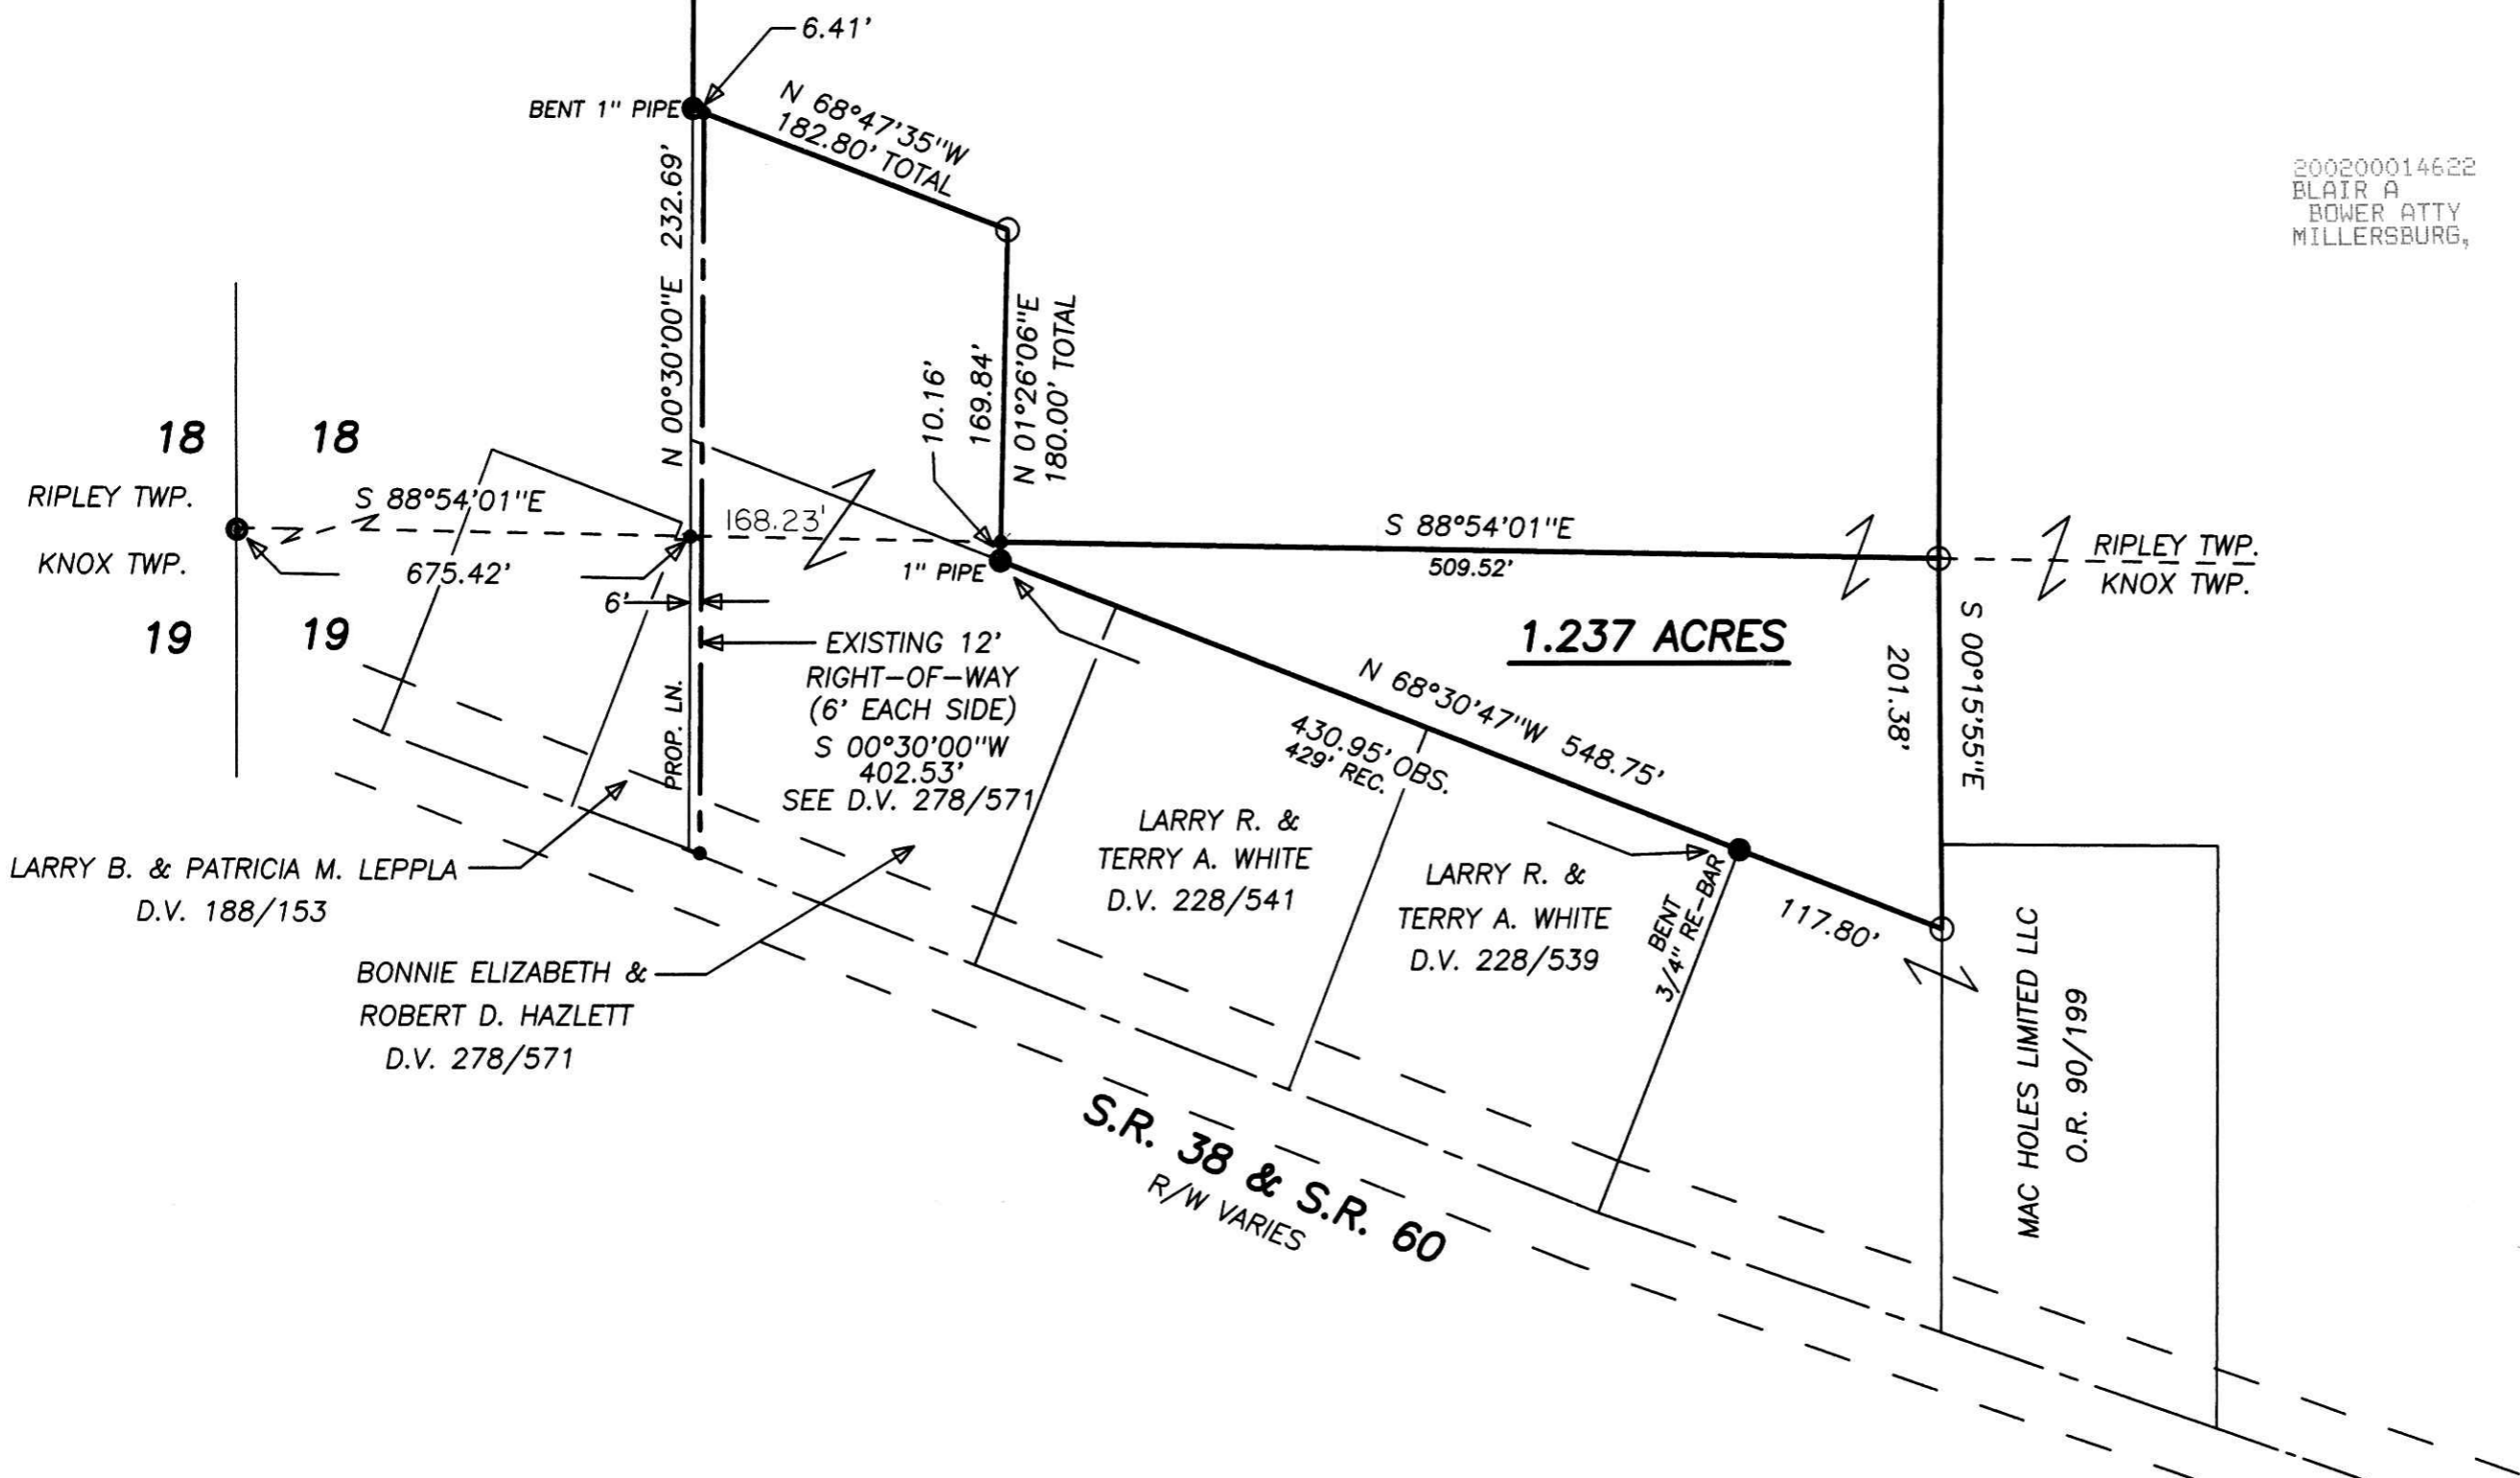 6.41'
BENT 1" PIPE
N 68°47'35"W
182.80' TOTAL
200200014622
BLAIR A
BOWER ATTY
MILLERSBURG,
N 00°30'00"E 232.69'
10.16'
169.84'
N 01°26'06"E
180.00' TOTAL
18
18
RIPLEY TWP.
S 88°54'01"E
168.23'
KNOX TWP.
675.42'
1" PIPE
S 88°54'01"E
509.52'
RIPLEY TWP.
KNOX TWP.
6'
19
19
EXISTING 12'
RIGHT-OF-WAY
(6' EACH SIDE)
S 00°30'00"W
402.53'
SEE D.V. 278/571
PROP. LN.
1.237 ACRES
S 00°15'55"E
201.38'
N 68°30'47"W 548.75'
430.95' OBS.
429' REC.
LARRY B. & PATRICIA M. LEPPLA
D.V. 188/153
LARRY R. &
TERRY A. WHITE
D.V. 228/541
LARRY R. &
TERRY A. WHITE
D.V. 228/539
BENT
3/4" RE-BAR
117.80'
BONNIE ELIZABETH &
ROBERT D. HAZLETT
D.V. 278/571
MAC HOLES LIMITED LLC
O.R. 90/199
S.R. 38 & S.R. 60
R/W VARIES